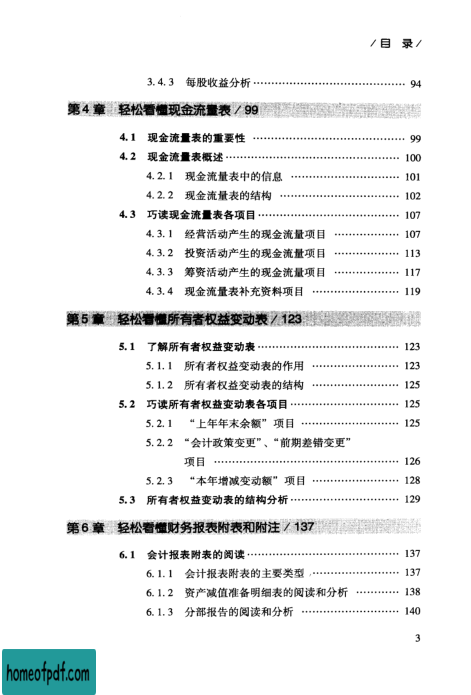 /目 录/
3.4.3 每股收益分析 …… 94
第4章 轻松看懂现金流量表/99
4.1 现金流量表的重要性 …… 99
4.2 现金流量表概述 …… 100
4.2.1 现金流量表中的信息 …… 101
4.2.2 现金流量表的结构 …… 102
4.3 巧读现金流量表各项目 …… 107
4.3.1 经营活动产生的现金流量项目 …… 107
4.3.2 投资活动产生的现金流量项目 …… 113
4.3.3 筹资活动产生的现金流量项目 …… 117
4.3.4 现金流量表补充资料项目 …… 119
第5章 轻松看懂所有者权益变动表/123
5.1 了解所有者权益变动表 …… 123
5.1.1 所有者权益变动表的作用 …… 123
5.1.2 所有者权益变动表的结构 …… 125
5.2 巧读所有者权益变动表各项目 …… 125
5.2.1 “上年年末余额”项目 …… 125
5.2.2 “会计政策变更”、“前期差错变更”
项目 …… 126
5.2.3 “本年增减变动额”项目 …… 128
5.3 所有者权益变动表的结构分析 …… 129
第6章 轻松看懂财务报表附表和附注/137
6.1 会计报表附表的阅读 …… 137
6.1.1 会计报表附表的主要类型 …… 137
6.1.2 资产减值准备明细表的阅读和分析 …… 138
6.1.3 分部报告的阅读和分析 …… 140
3
homeofpdf.com